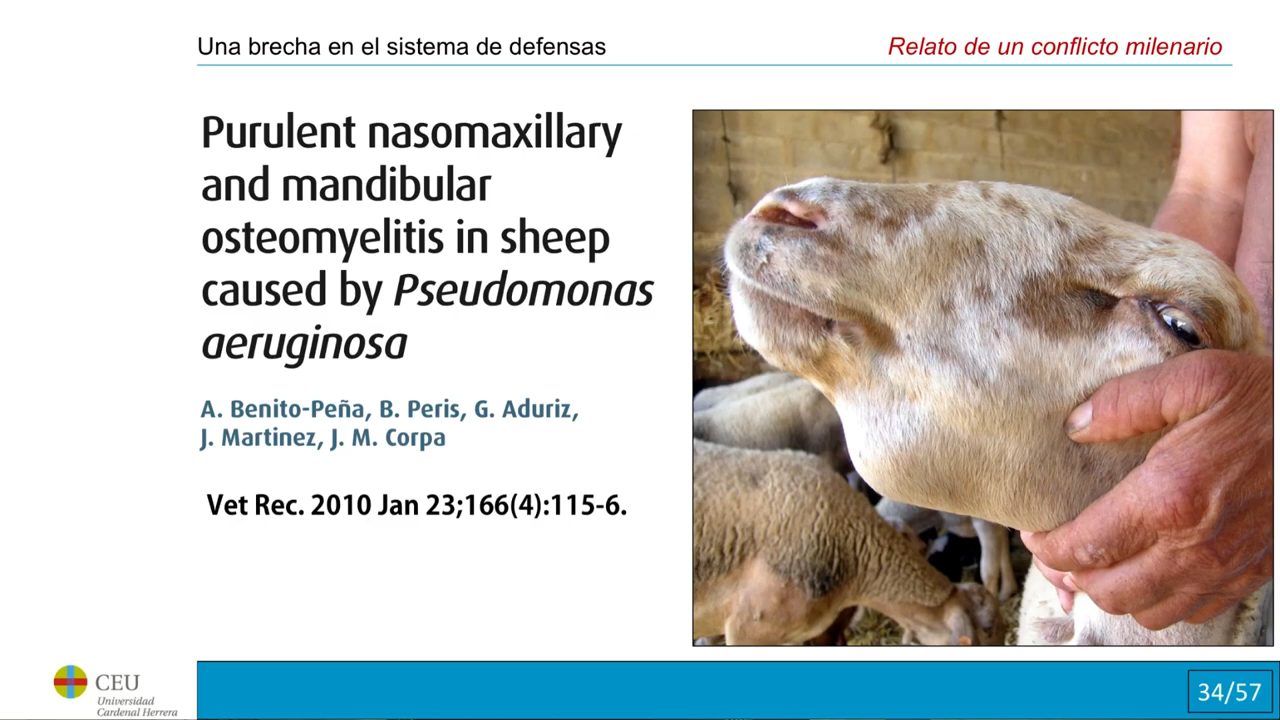 Una brecha en el sistema de defensas
Relato de un conflicto milenario
Purulent nasomaxillary
and mandibular
osteomyelitis in sheep
caused by Pseudomonas
aeruginosa
A. Benito-Peña, B. Peris, G. Aduriz,
J. Martinez, J. M. Corpa
Vet Rec. 2010 Jan 23;166(4):115-6.
CEU
Universidad
Cardenal Herrera
34/57